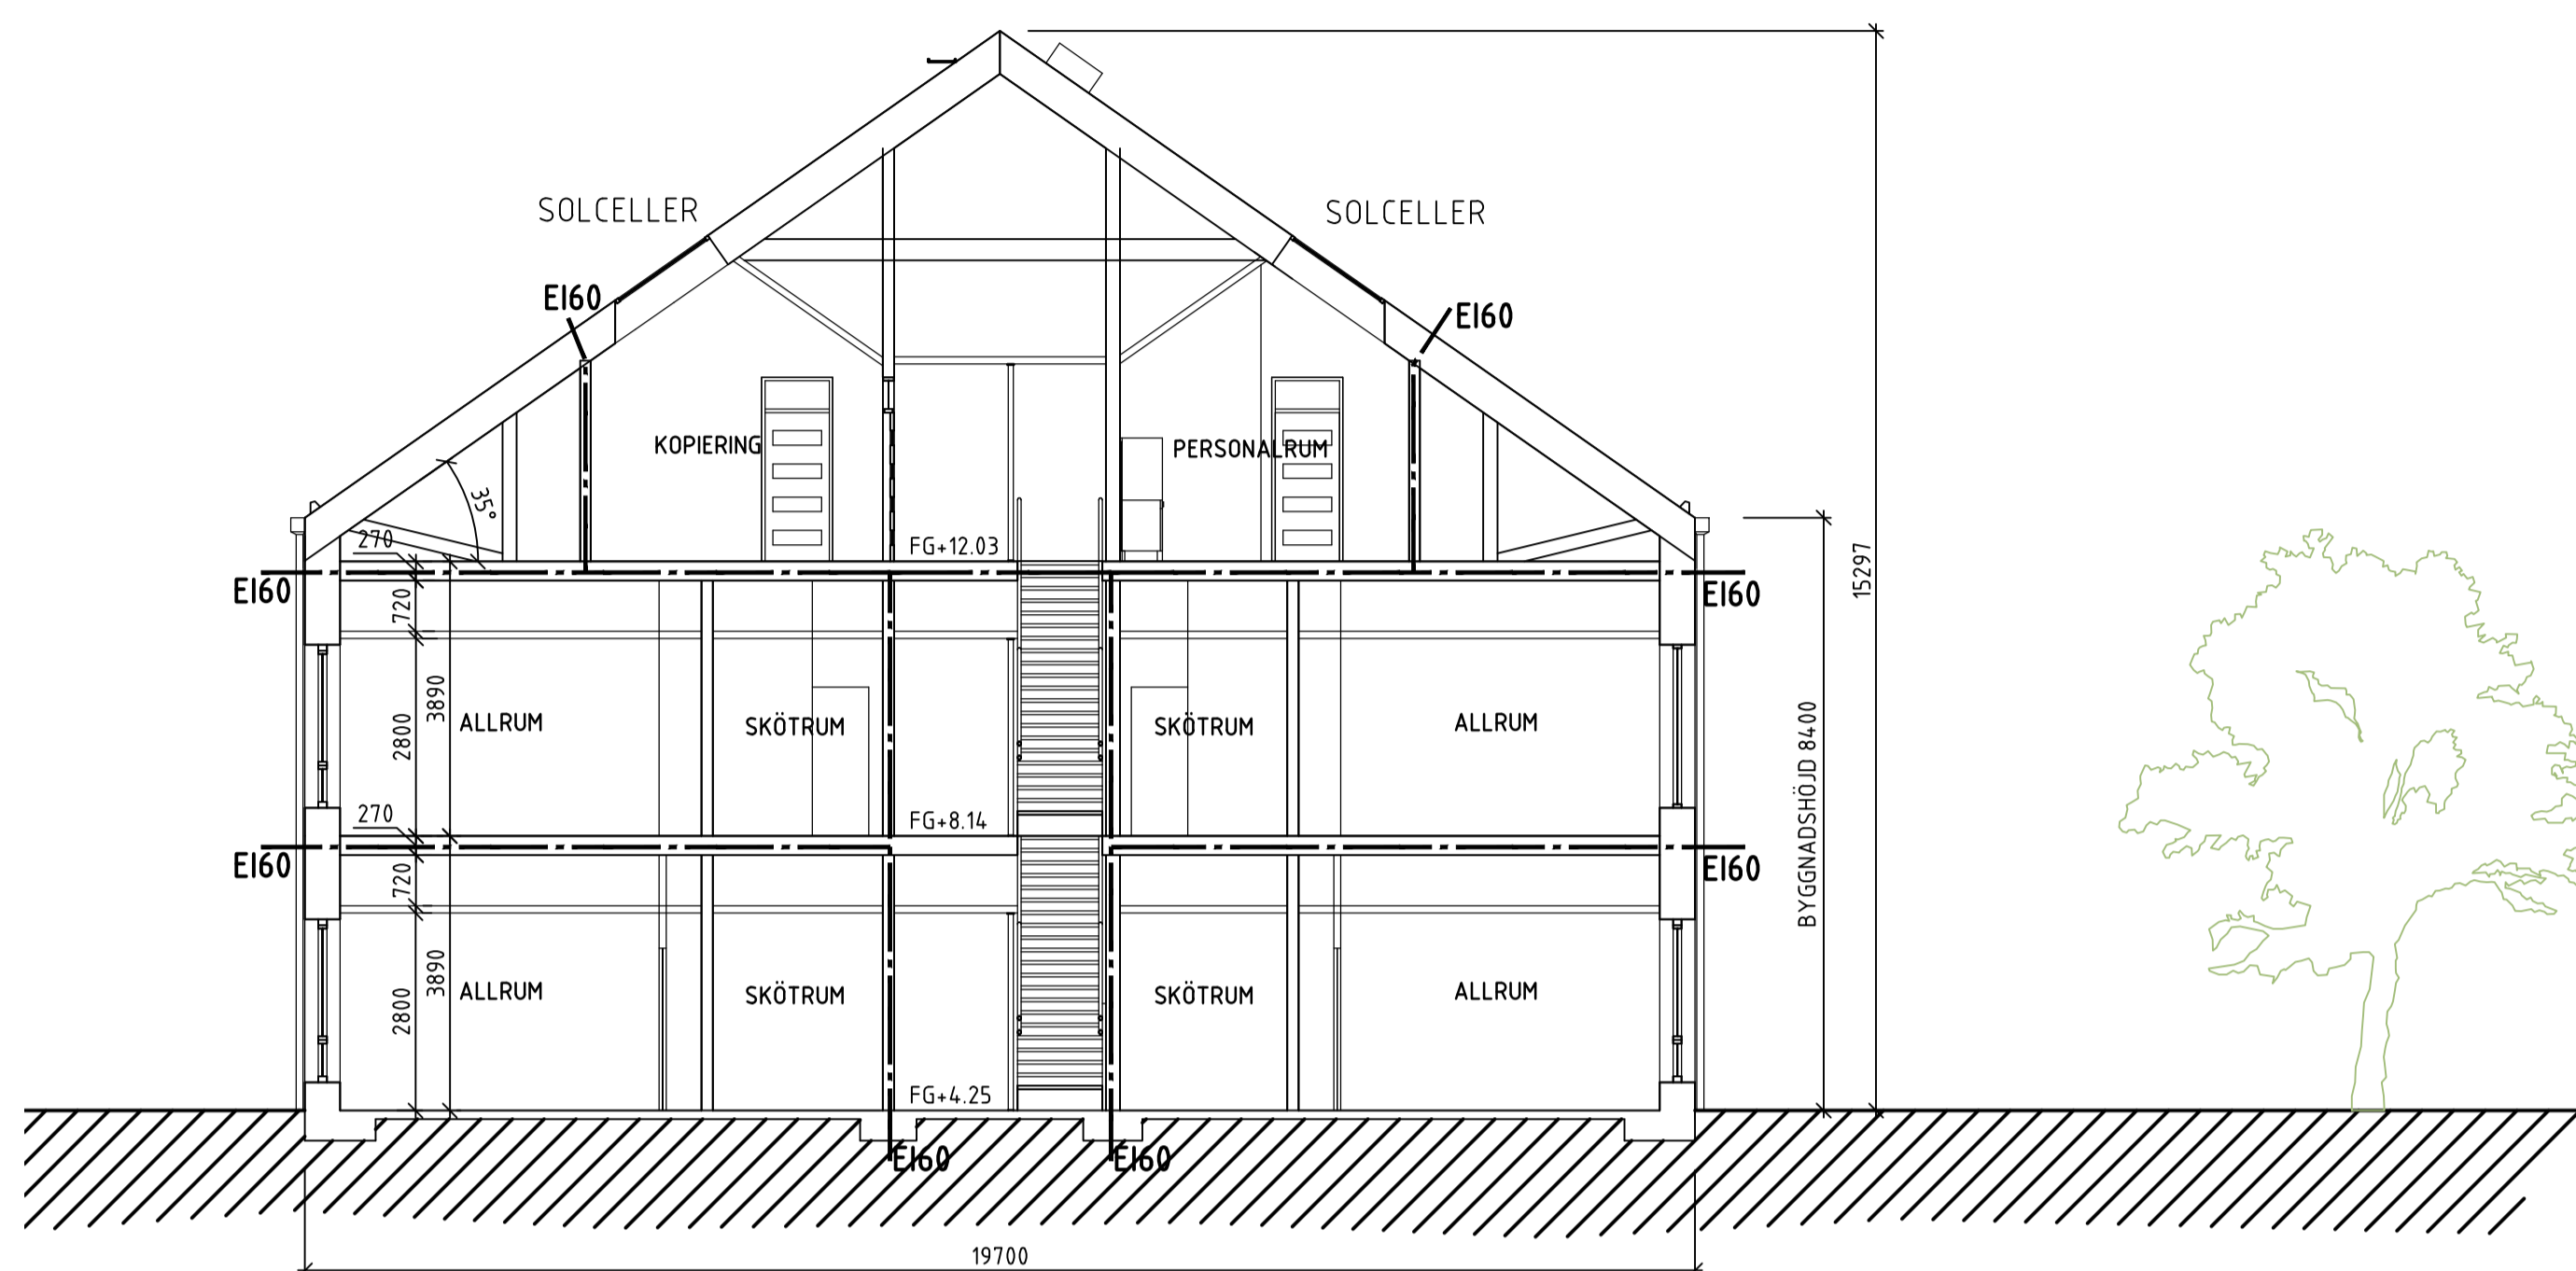 SOLCELLER
SOLCELLER
EI60
EI60
KOPIERING
PERSONALRUM
35°
270
FG+12.03
EI60
EI60
15297
720
3890
2800
ALLRUM
SKÖTRUM
SKÖTRUM
ALLRUM
BYGGNADSHÖJD 8400
270
FG+8.14
EI60
EI60
720
3890
2800
ALLRUM
SKÖTRUM
SKÖTRUM
ALLRUM
FG+4.25
EI60
EI60
19700